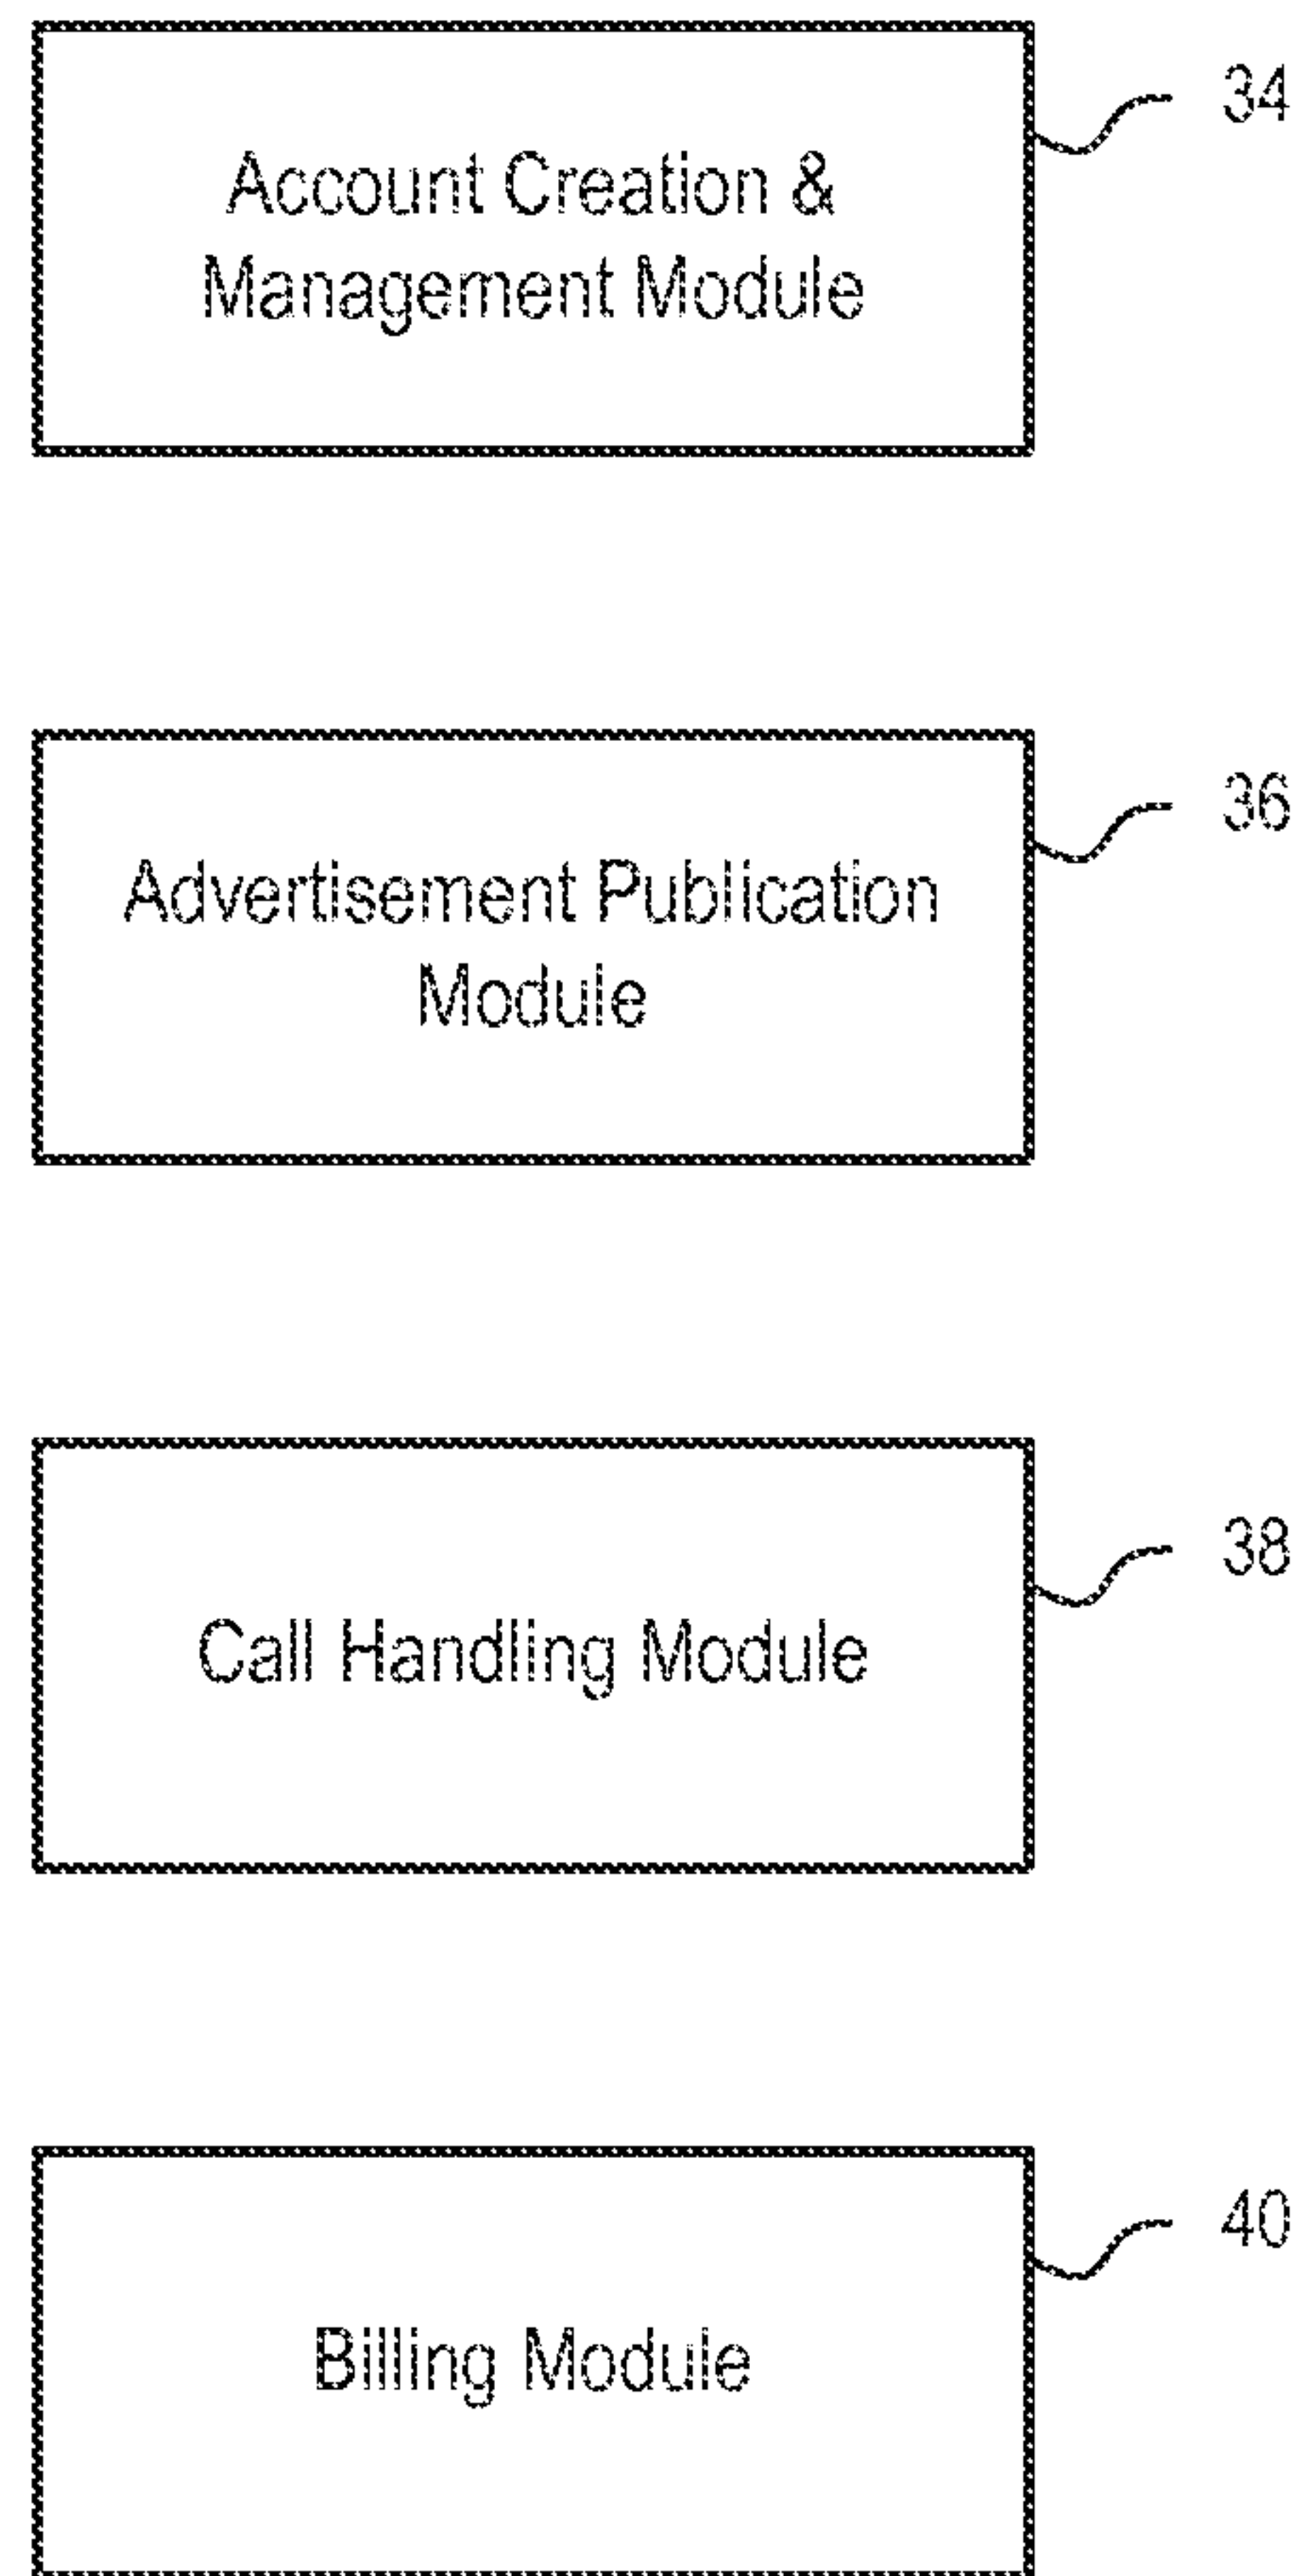 Account Creation &
Management Module
34
Advertisement Publication
Module
36
Call Handling Module
38
Billing Module
40